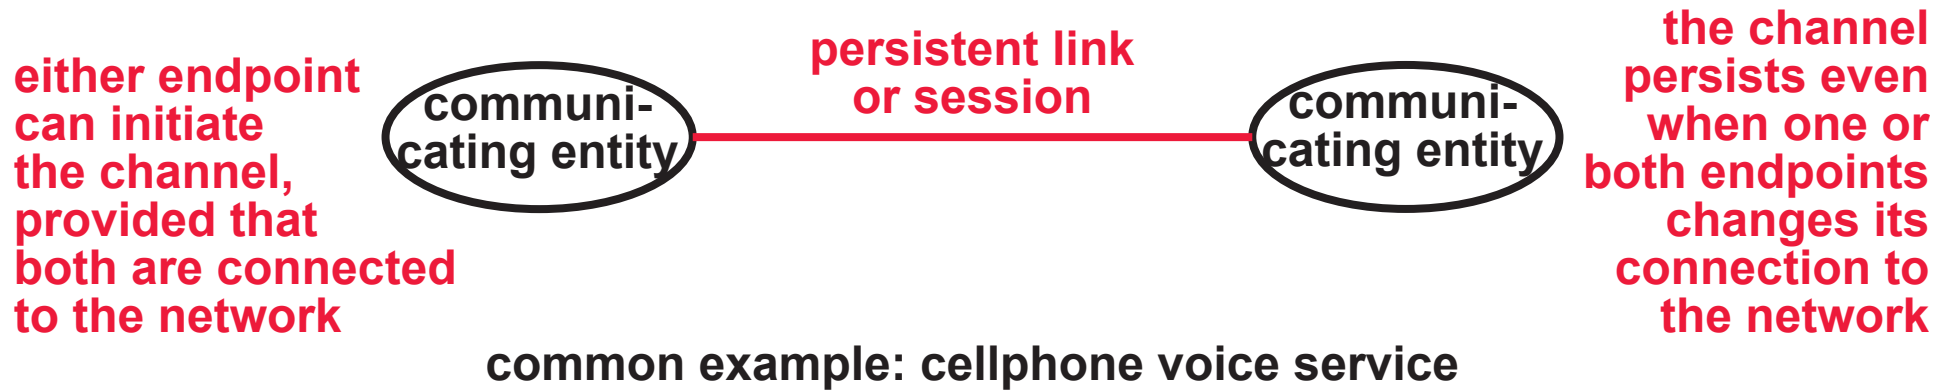 either endpoint
can initiate
the channel,
provided that
both are connected
to the network
communi-
cating entity
persistent link
or session
communi-
cating entity
the channel
persists even
when one or
both endpoints
changes its
connection to
the network
common example: cellphone voice service